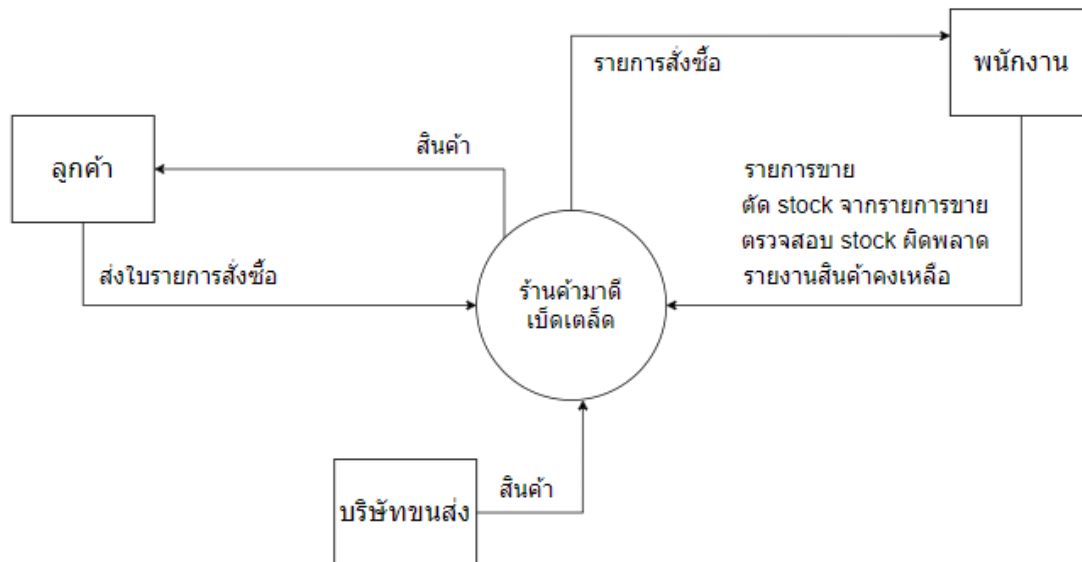 รายการสั่งซื้อ
พนักงาน
ลูกค้า
สินค้า
รายการขาย
ตัด stock จากรายการขาย
ตรวจสอบ stock ผิดพลาด
รายงานสินค้าคงเหลือ
ส่งใบรายการสั่งซื้อ
ร้านค้ามาดี
เบ็ดเตล็ด
บริษัทขนส่ง
สินค้า